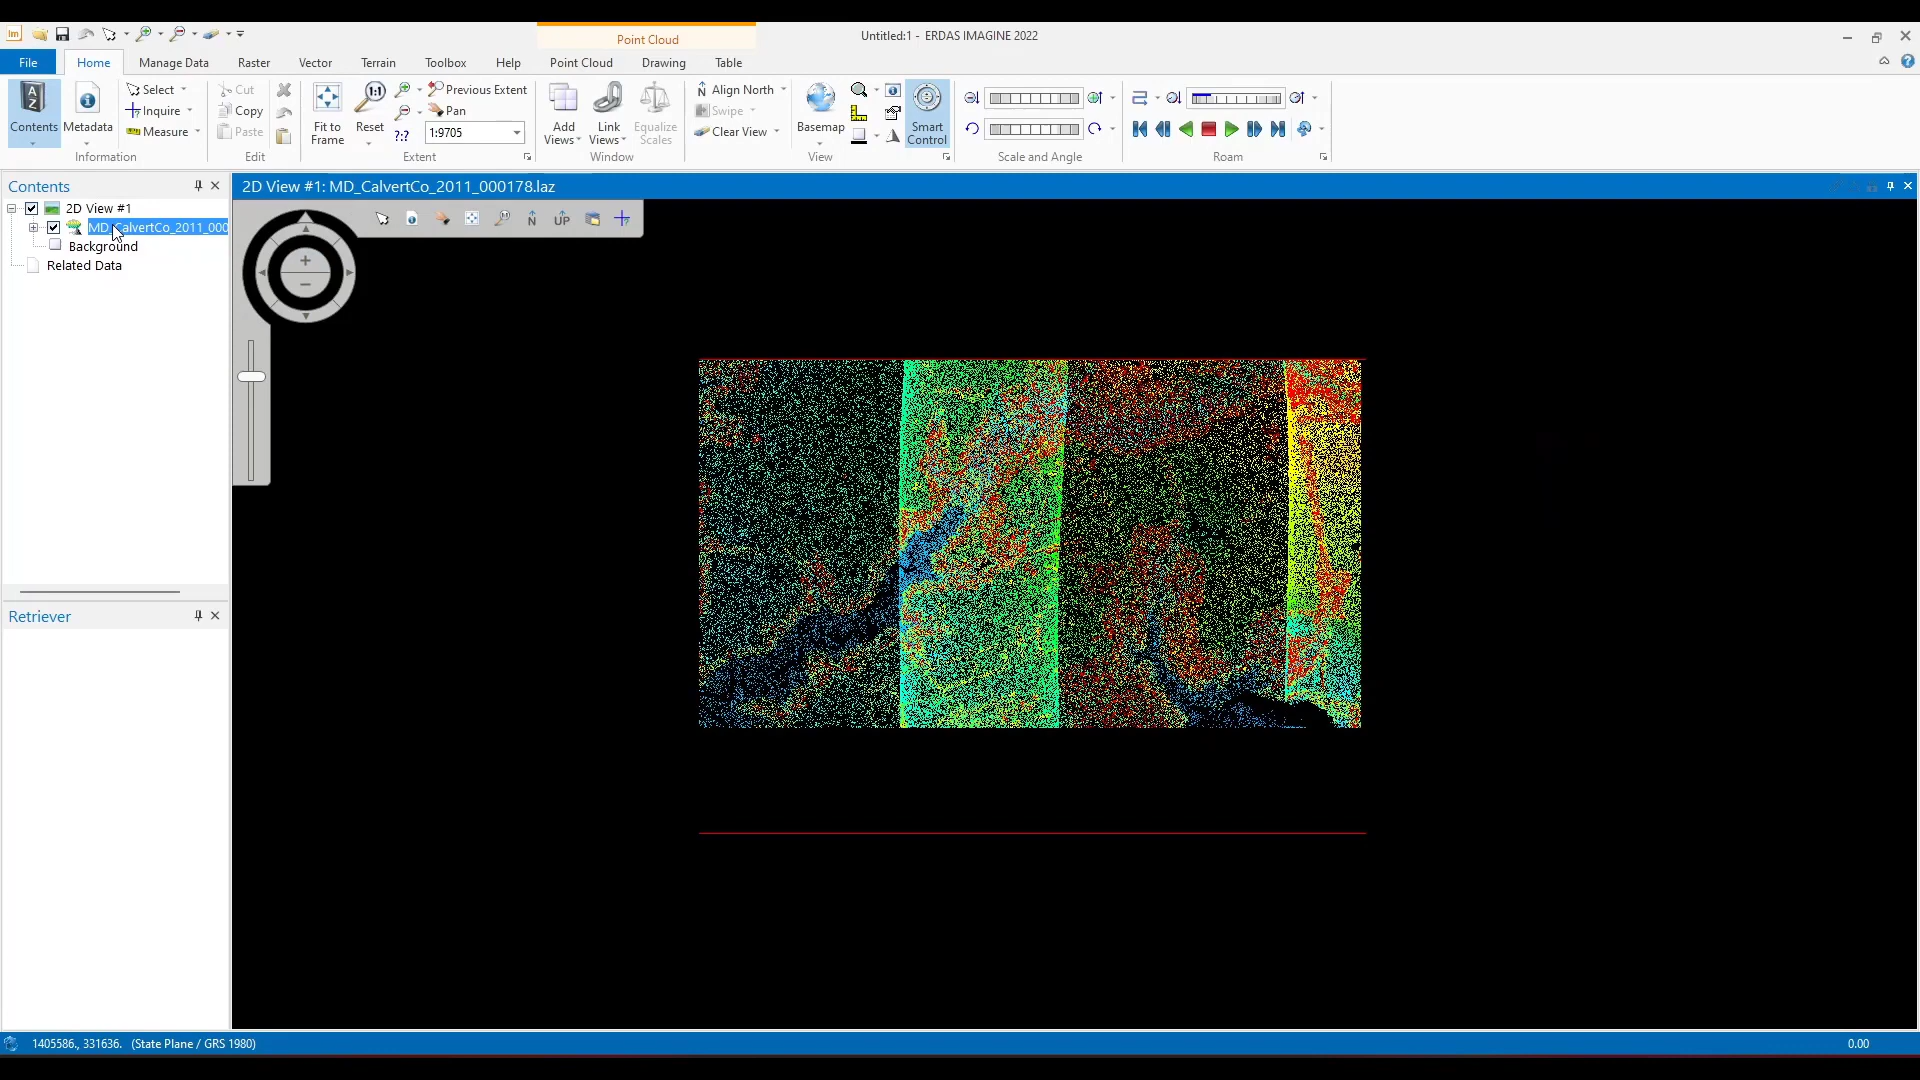 Im
Point Cloud
Untitled:1 - ERDAS IMAGINE 2022
File Home Manage Data Raster Vector Terrain Toolbox Help Point Cloud Drawing Table
Contents
Metadata
Select
Inquire
Measure
Information
Cut
Copy
Paste
Edit
Fit to Frame
1:1
Reset
?:?
Previous Extent
Pan
1:9705
Extent
Add Views
Link Views
Equalize Scales
Window
Align North
Swipe
Clear View
Basemap
View
Smart Control
Scale and Angle
Roam
Contents
2D View #1
MD_CalvertCo_2011_000
Background
Related Data
Retriever
2D View #1: MD_CalvertCo_2011_000178.laz
N UP
1405586., 331636. (State Plane / GRS 1980)
0.00